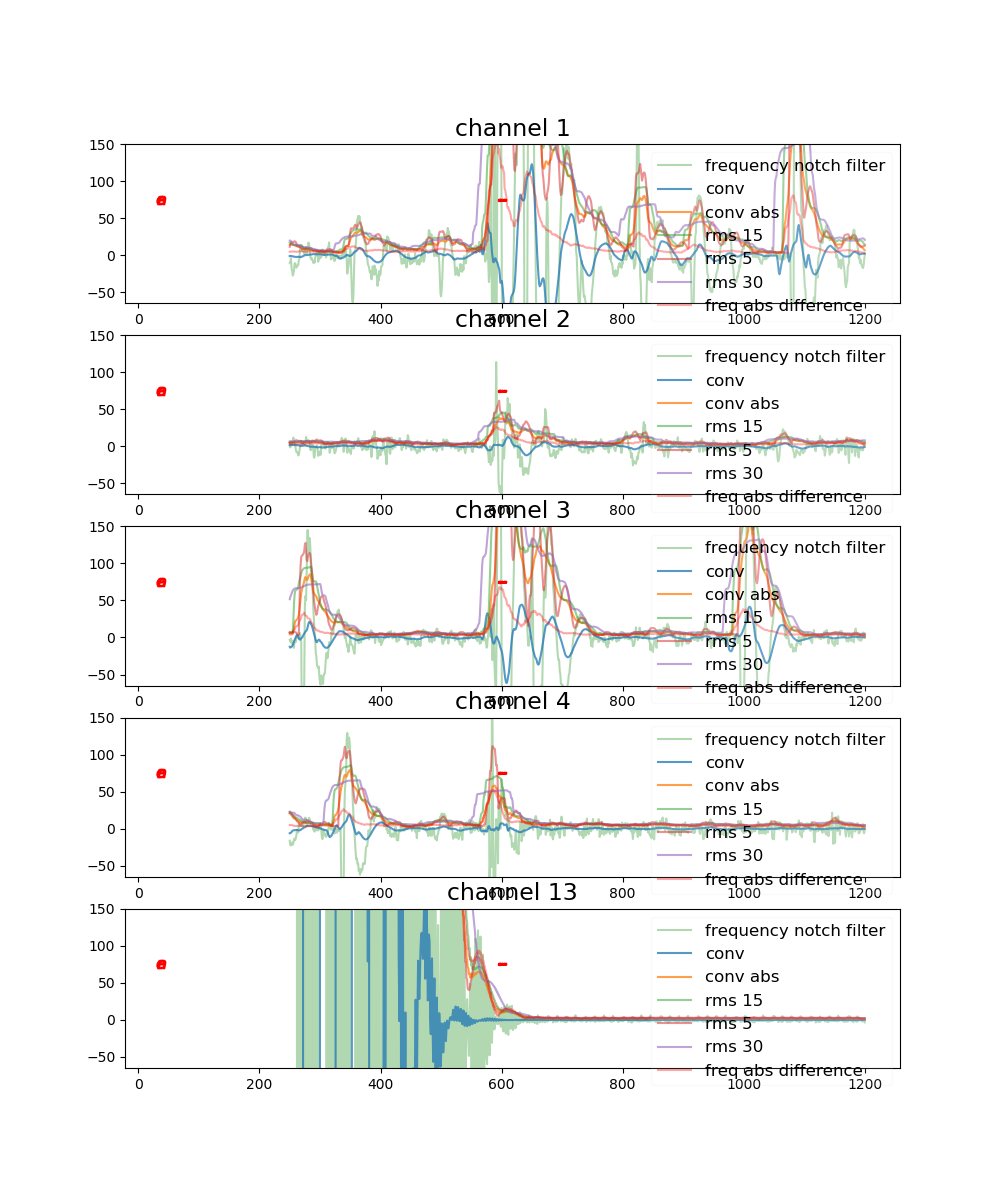 channel 1
150
100
50
0
−50
frequency notch filter
conv
conv abs
rms 15
rms 5
rms 30
freq abs difference
0 200 400 600 800 1000 1200
channel 2
150
100
50
0
−50
frequency notch filter
conv
conv abs
rms 15
rms 5
rms 30
freq abs difference
0 200 400 600 800 1000 1200
channel 3
150
100
50
0
−50
frequency notch filter
conv
conv abs
rms 15
rms 5
rms 30
freq abs difference
0 200 400 600 800 1000 1200
channel 4
150
100
50
0
−50
frequency notch filter
conv
conv abs
rms 15
rms 5
rms 30
freq abs difference
0 200 400 600 800 1000 1200
channel 13
150
100
50
0
−50
frequency notch filter
conv
conv abs
rms 15
rms 5
rms 30
freq abs difference
0 200 400 600 800 1000 1200